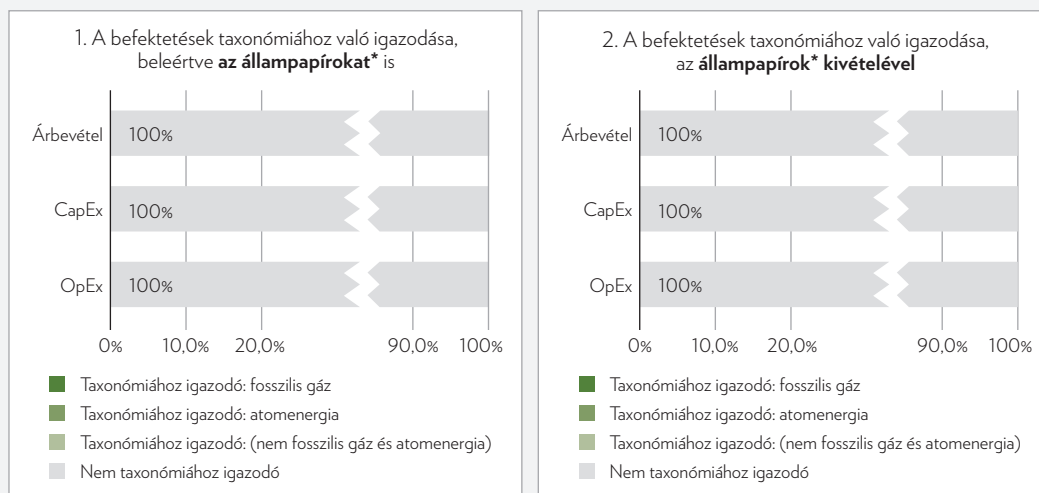 1. A befektetések taxonómiához való igazodása,
beleértve az állampapírokat* is
Árbevétel 100%
CapEx 100%
OpEx 100%
0% 10,0% 20,0% 90,0% 100%
Taxonómiához igazodó: fosszilis gáz
Taxonómiához igazodó: atomenergia
Taxonómiához igazodó: (nem fosszilis gáz és atomenergia)
Nem taxonómiához igazodó
2. A befektetések taxonómiához való igazodása,
az állampapírok* kivételével
Árbevétel 100%
CapEx 100%
OpEx 100%
0% 10,0% 20,0% 90,0% 100%
Taxonómiához igazodó: fosszilis gáz
Taxonómiához igazodó: atomenergia
Taxonómiához igazodó: (nem fosszilis gáz és atomenergia)
Nem taxonómiához igazodó